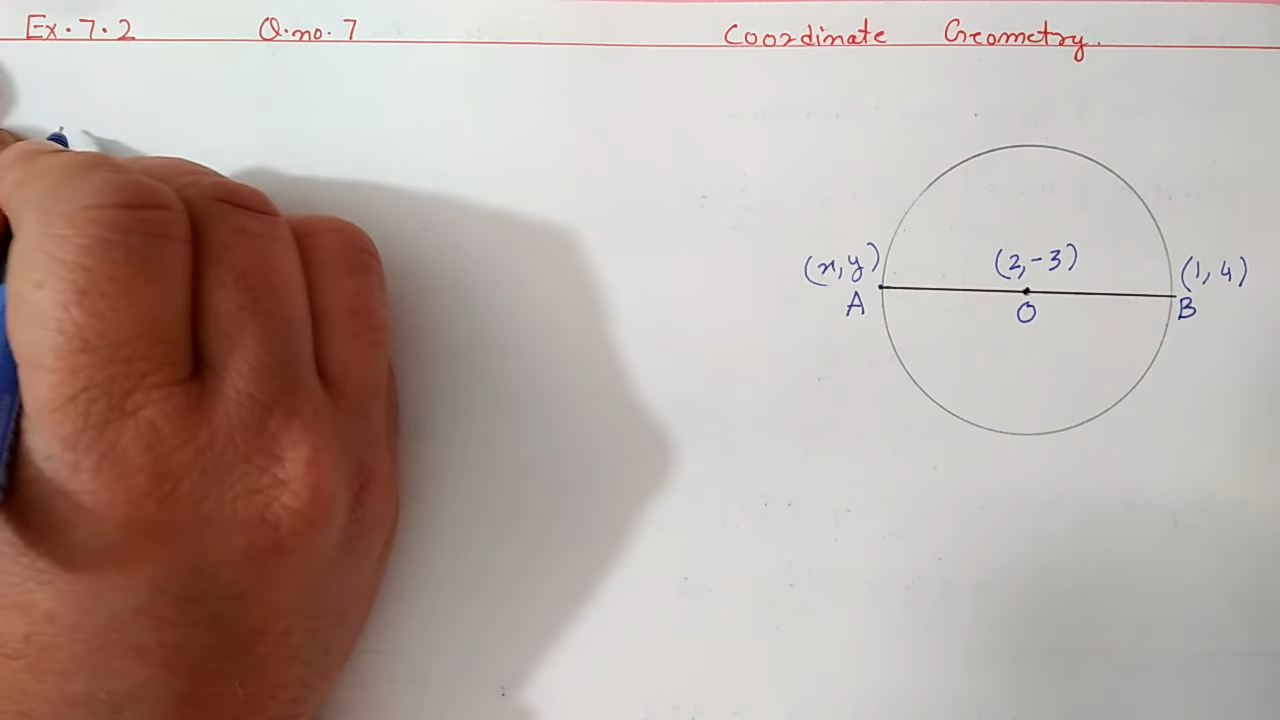 Ex. 7.2 Q.no. 7 Coordinate Geometry.
(x,y) (2,-3) (1,4)
A O B